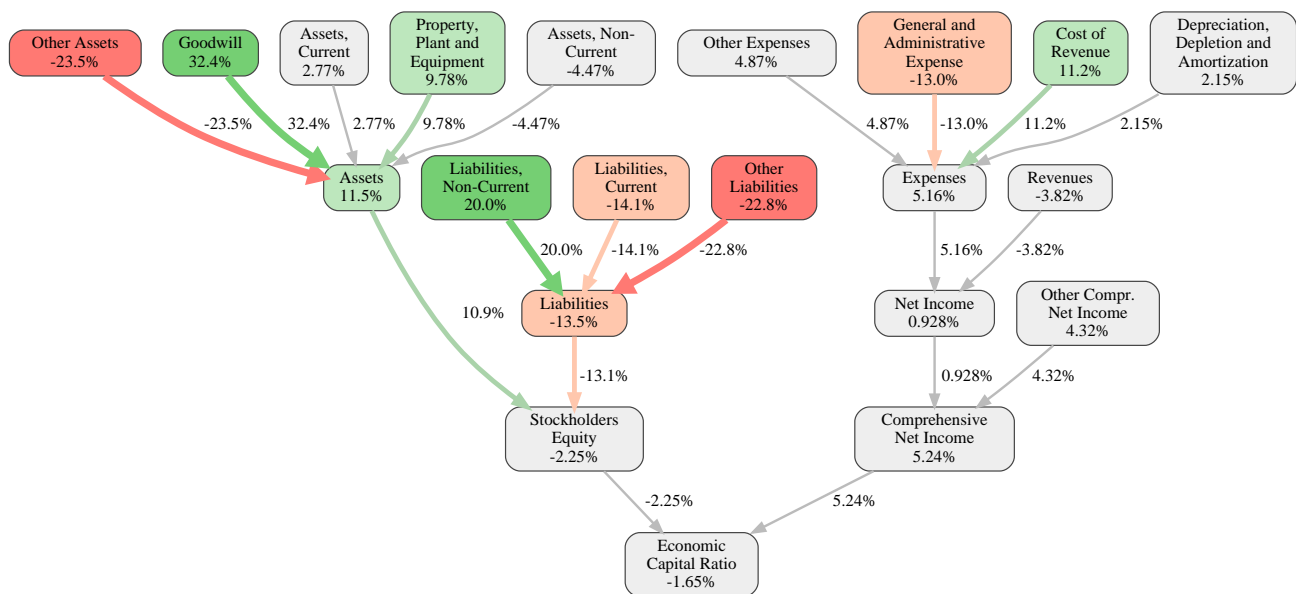 Other Assets
-23.5%
Goodwill
32.4%
Assets,
Current
2.77%
Property,
Plant and
Equipment
9.78%
Assets, Non-
Current
-4.47%
Other Expenses
4.87%
General and
Administrative
Expense
-13.0%
Cost of
Revenue
11.2%
Depreciation,
Depletion and
Amortization
2.15%
-23.5%
32.4%
2.77%
9.78%
-4.47%
4.87%
-13.0%
11.2%
2.15%
Assets
11.5%
Liabilities,
Non-Current
20.0%
Liabilities,
Current
-14.1%
Other
Liabilities
-22.8%
Expenses
5.16%
Revenues
-3.82%
20.0%
-14.1%
-22.8%
5.16%
-3.82%
10.9%
Liabilities
-13.5%
Net Income
0.928%
Other Compr.
Net Income
4.32%
-13.1%
0.928%
4.32%
Stockholders
Equity
-2.25%
Comprehensive
Net Income
5.24%
-2.25%
5.24%
Economic
Capital Ratio
-1.65%